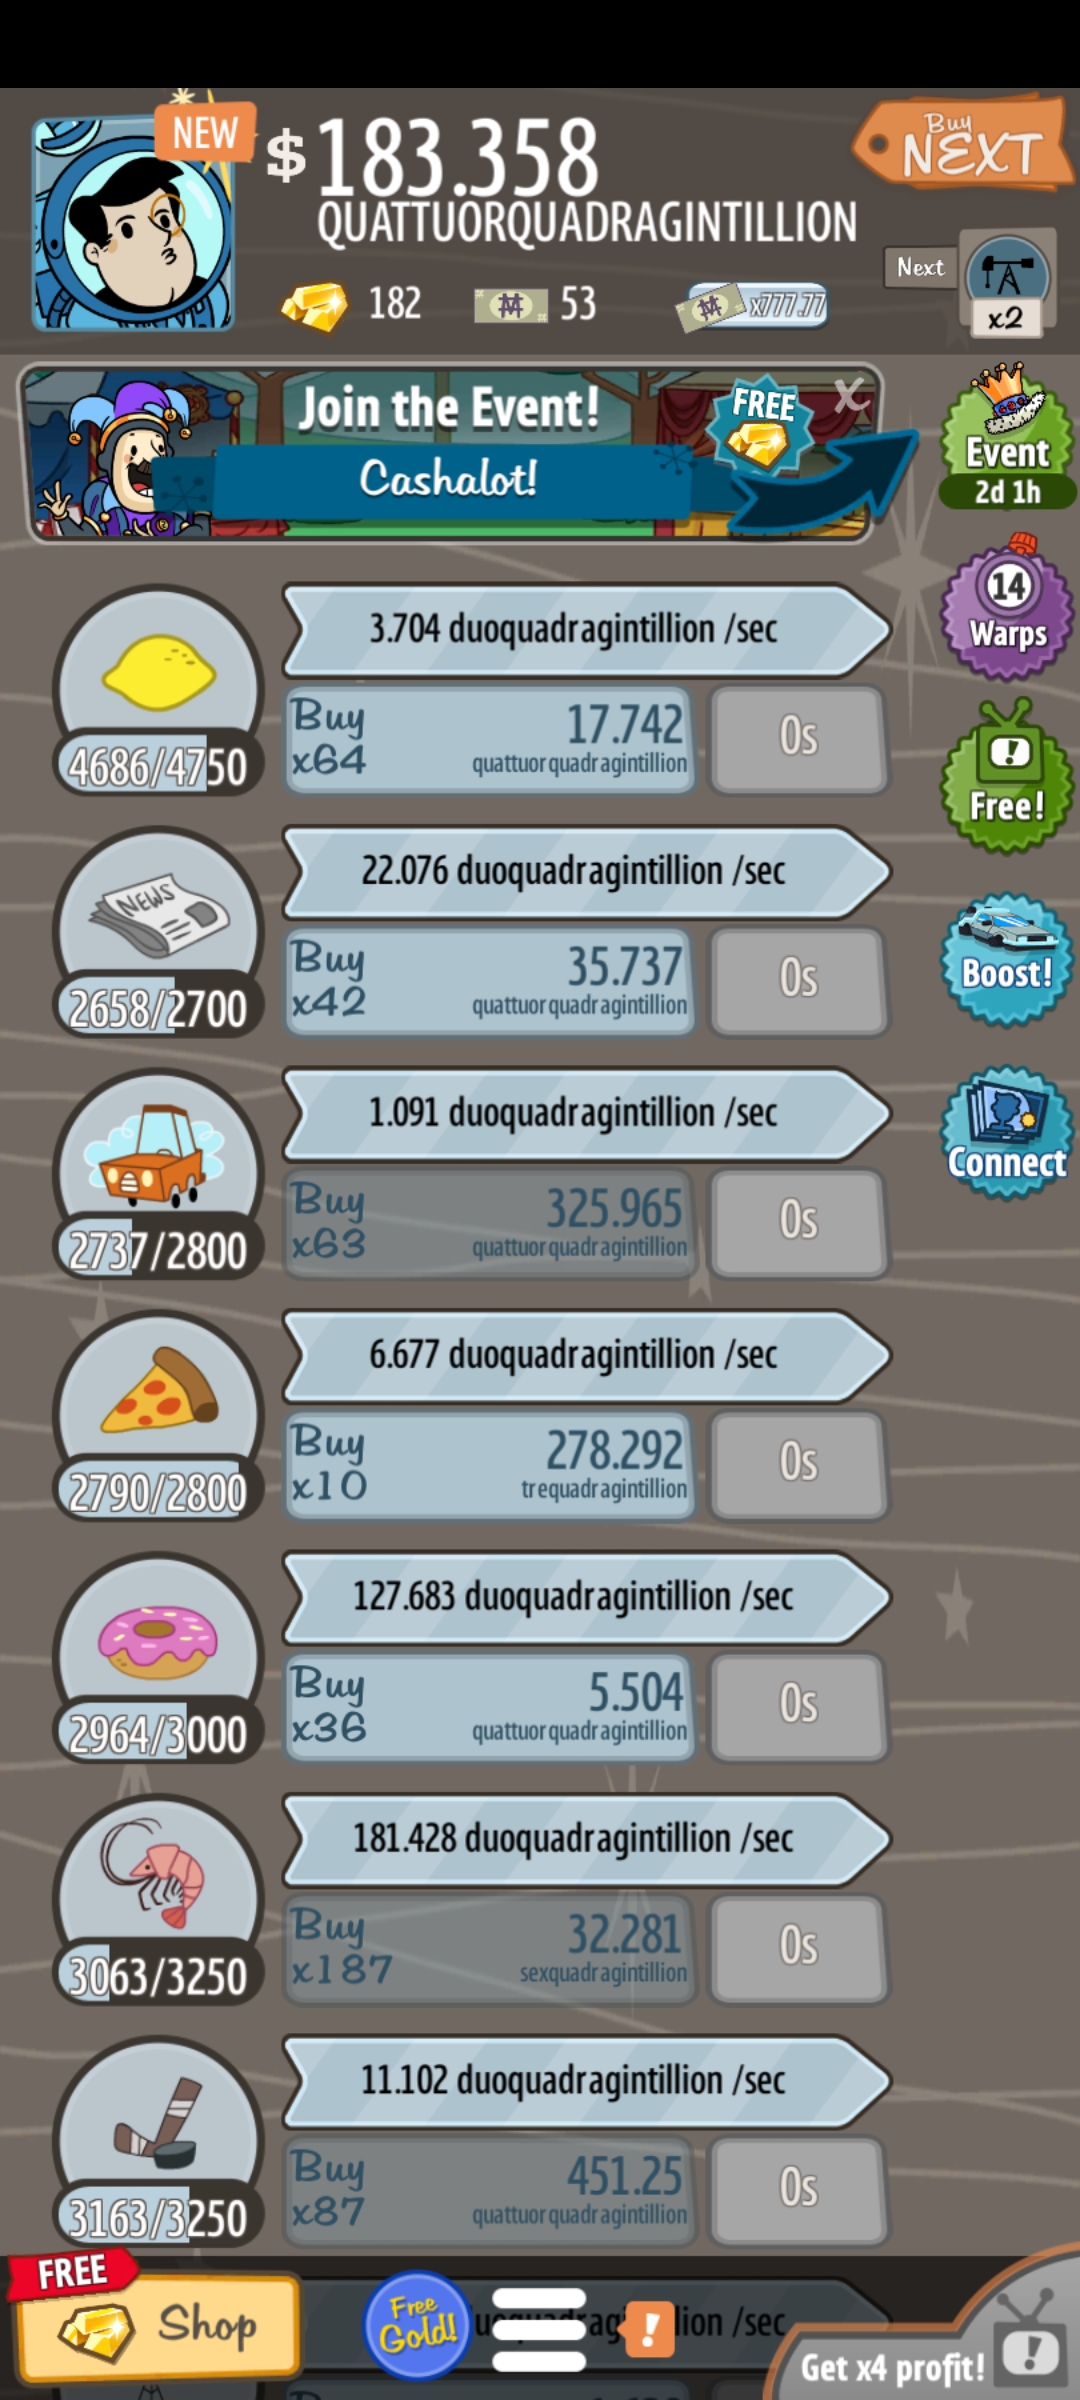 NEW
$ 183.358
QUATTUORQUADRAGINTILLION
Buy
NEXT
182
53
x777.77
Next
x2
Join the Event!
Cashalot!
FREE
X
Event
2d 1h
14
Warps
Free!
Boost!
Connect
3.704 duoquadragintillion /sec
4686/4750
Buy
x64
17.742
quattuorquadragintillion
0s
22.076 duoquadragintillion /sec
NEWS
2658/2700
Buy
x42
35.737
quattuorquadragintillion
0s
1.091 duoquadragintillion /sec
2737/2800
Buy
x63
325.965
quattuorquadragintillion
0s
6.677 duoquadragintillion /sec
2790/2800
Buy
x10
278.292
trequadragintillion
0s
127.683 duoquadragintillion /sec
2964/3000
Buy
x36
5.504
quattuorquadragintillion
0s
181.428 duoquadragintillion /sec
3063/3250
Buy
x187
32.281
sexquadragintillion
0s
11.102 duoquadragintillion /sec
3163/3250
Buy
x87
451.25
quattuorquadragintillion
0s
FREE
Shop
Free
Gold!
!
/sec
Get x4 profit!
!